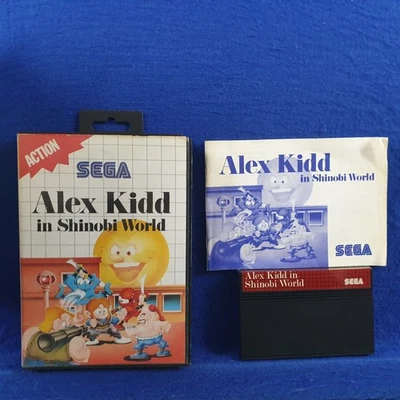 ACTION
SEGA
Alex Kidd
in Shinobi World
Alex Kidd
in Shinobi World
SEGA
Alex Kidd in
Shinobi World
SEGA